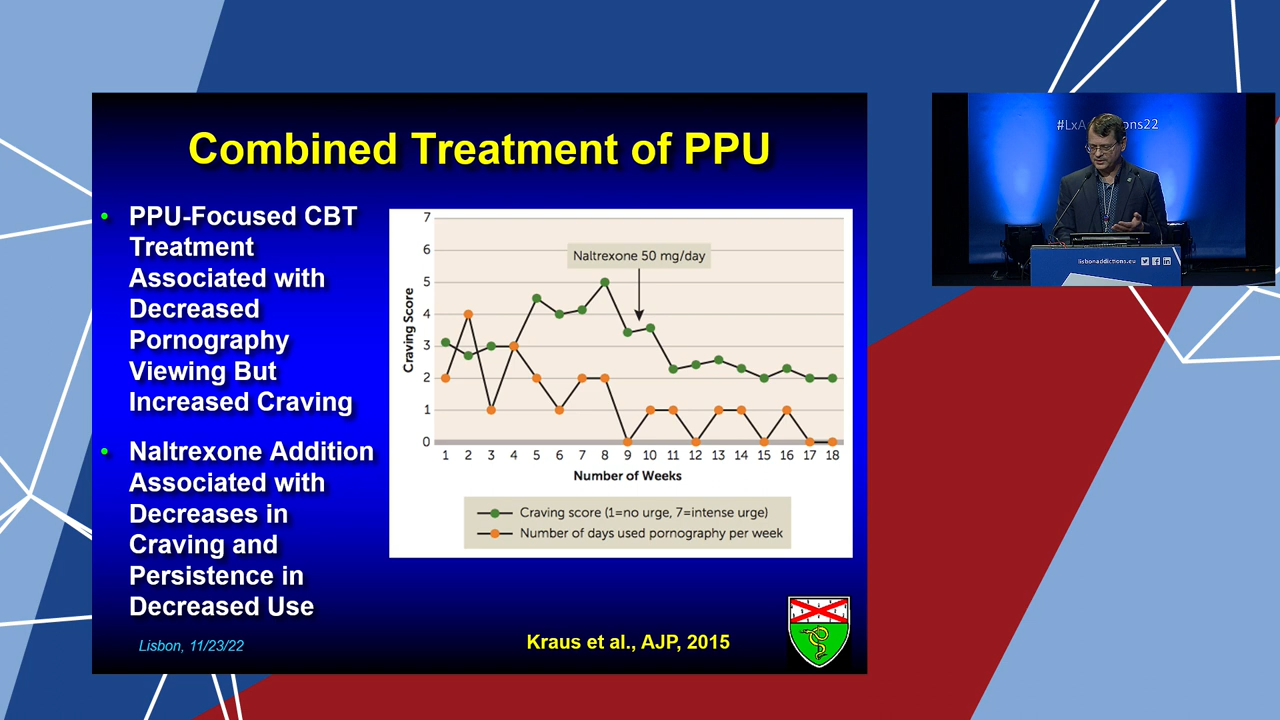 Combined Treatment of PPU
• PPU-Focused CBT
Treatment
Associated with
Decreased
Pornography
Viewing But
Increased Craving
• Naltrexone Addition
Associated with
Decreases in
Craving and
Persistence in
Decreased Use
Lisbon, 11/23/22
Craving Score
7
6
5
4
3
2
1
0
Naltrexone 50 mg/day
1 2 3 4 5 6 7 8 9 10 11 12 13 14 15 16 17 18
Number of Weeks
Craving score (1=no urge, 7=intense urge)
Number of days used pornography per week
Kraus et al., AJP, 2015
lisbonaddictions.eu